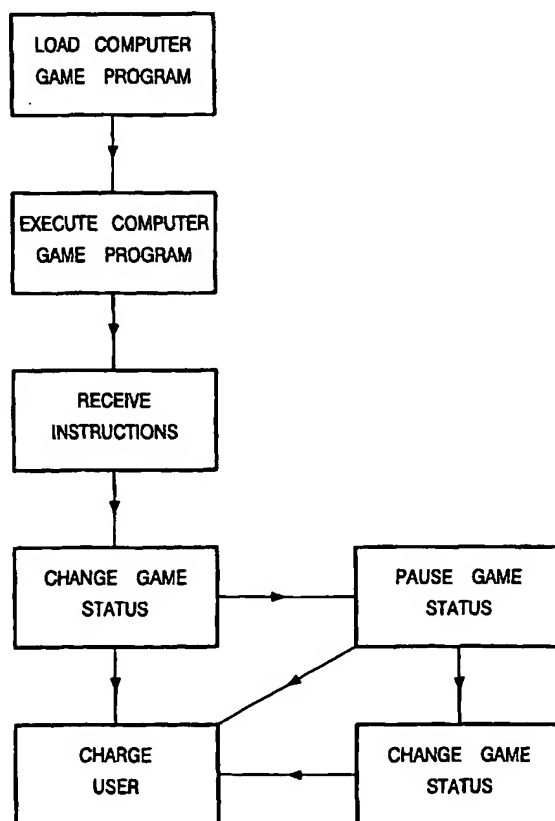 LOAD COMPUTER
GAME PROGRAM
EXECUTE COMPUTER
GAME PROGRAM
RECEIVE
INSTRUCTIONS
CHANGE GAME
STATUS
PAUSE GAME
STATUS
CHARGE
USER
CHANGE GAME
STATUS